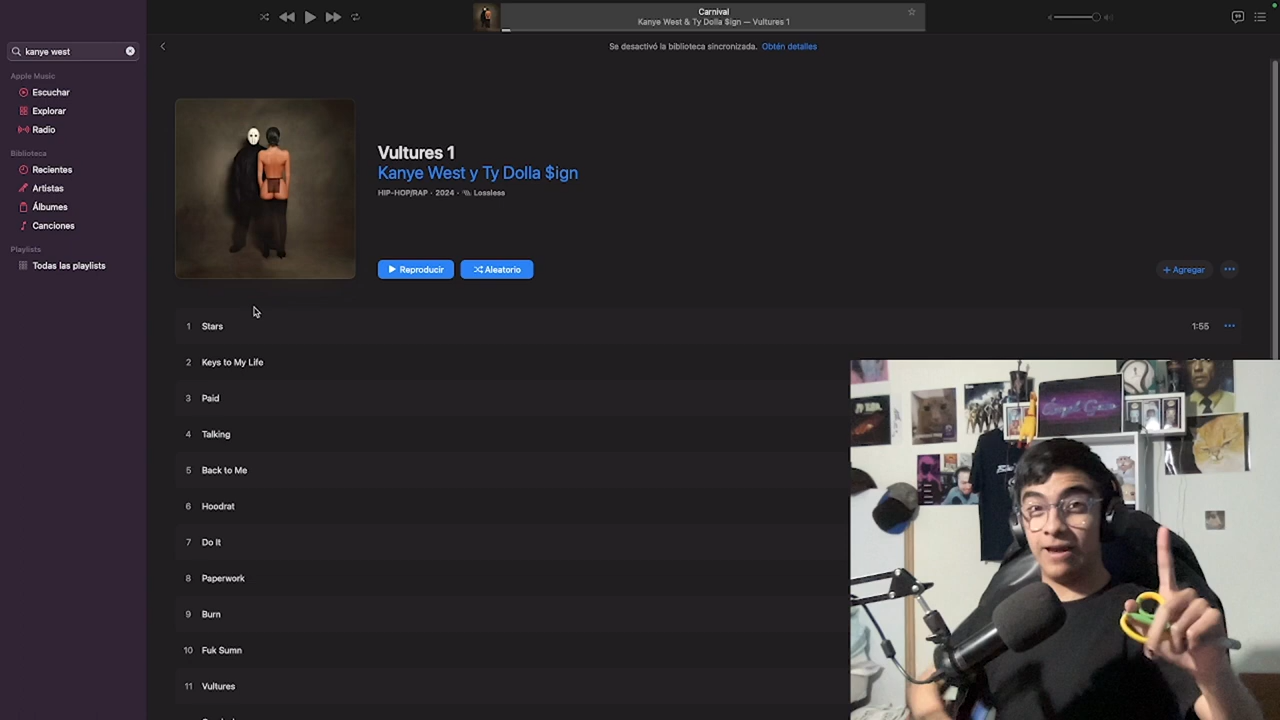 Carnival
Kanye West & Ty Dolla $ign — Vultures 1
kanye west
Se desactivó la biblioteca sincronizada. Obtén detalles
Apple Music
Escuchar
Explorar
Radio
Biblioteca
Recientes
Artistas
Álbumes
Canciones
Playlists
Todas las playlists
Vultures 1
Kanye West y Ty Dolla $ign
HIP-HOP/RAP · 2024 · Lossless
Reproducir
Aleatorio
+ Agregar
1 Stars 1:55
2 Keys to My Life
3 Paid
4 Talking
5 Back to Me
6 Hoodrat
7 Do It
8 Paperwork
9 Burn
10 Fuk Sumn
11 Vultures